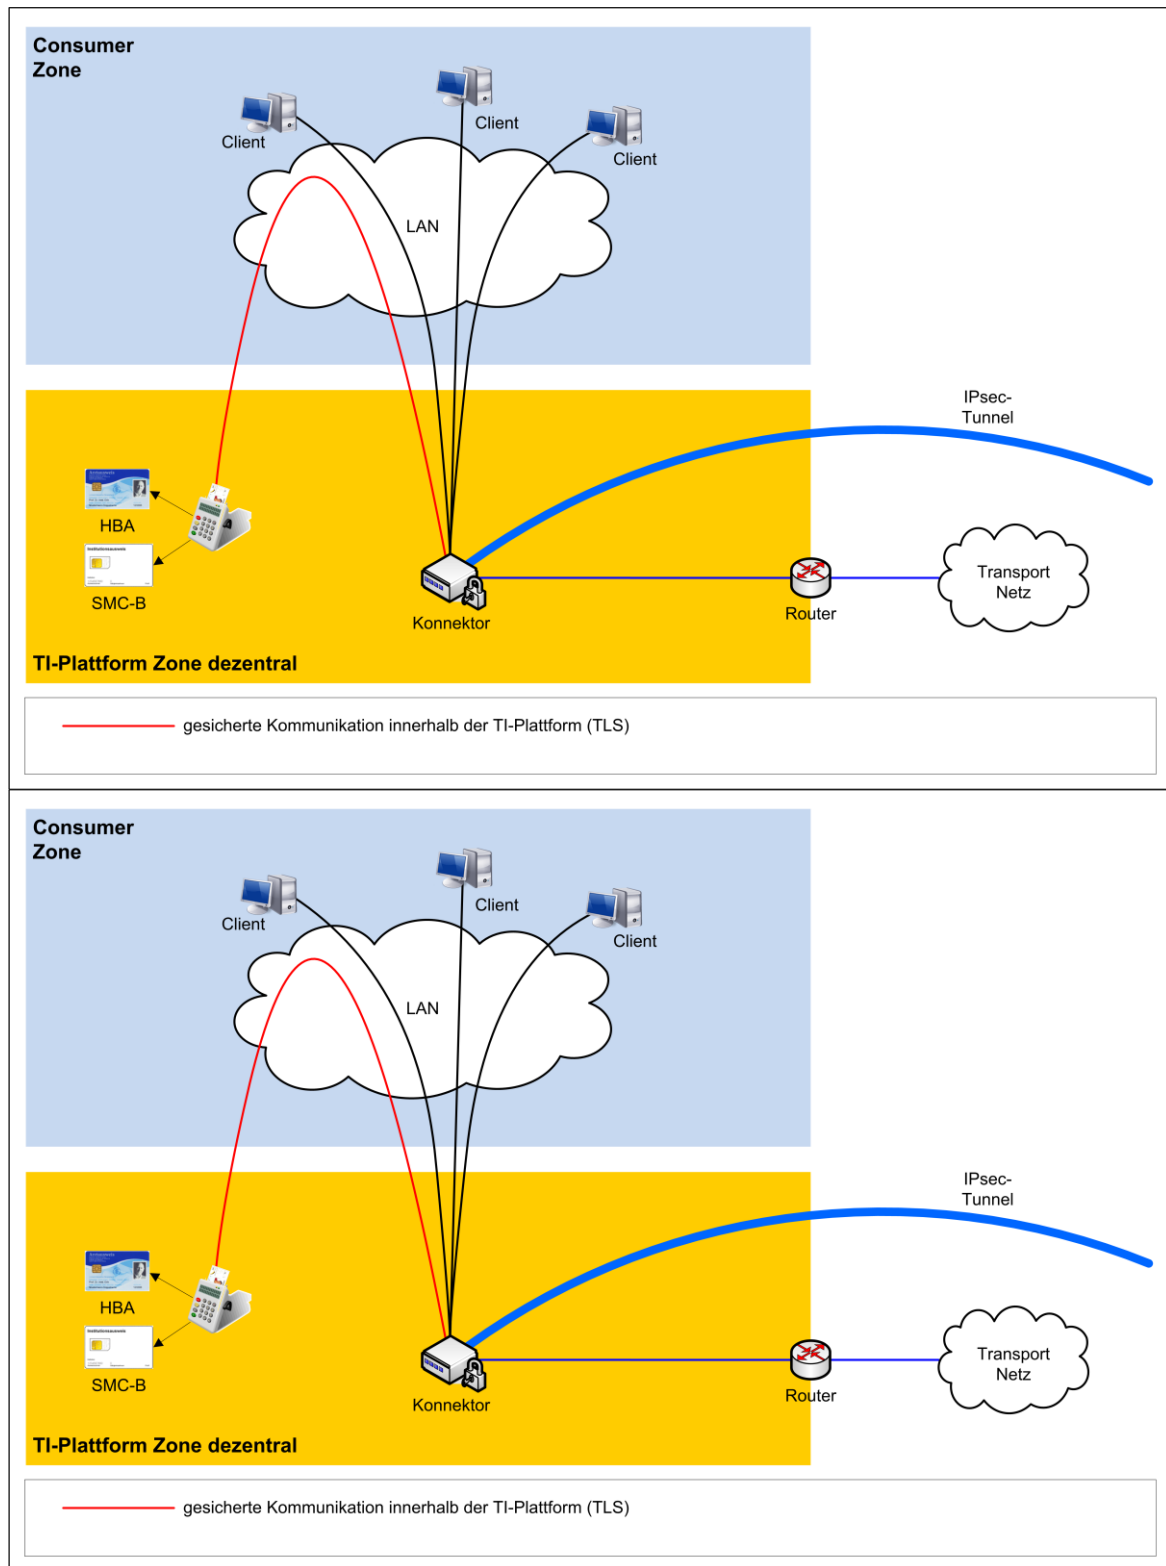 Consumer
Zone
Client
Client
Client
LAN
IPsec-
Tunnel
HBA
SMC-B
Konnektor
Router
Transport
Netz
TI-Plattform Zone dezentral
gesicherte Kommunikation innerhalb der TI-Plattform (TLS)
Consumer
Zone
Client
Client
Client
LAN
IPsec-
Tunnel
HBA
SMC-B
Konnektor
Router
Transport
Netz
TI-Plattform Zone dezentral
gesicherte Kommunikation innerhalb der TI-Plattform (TLS)